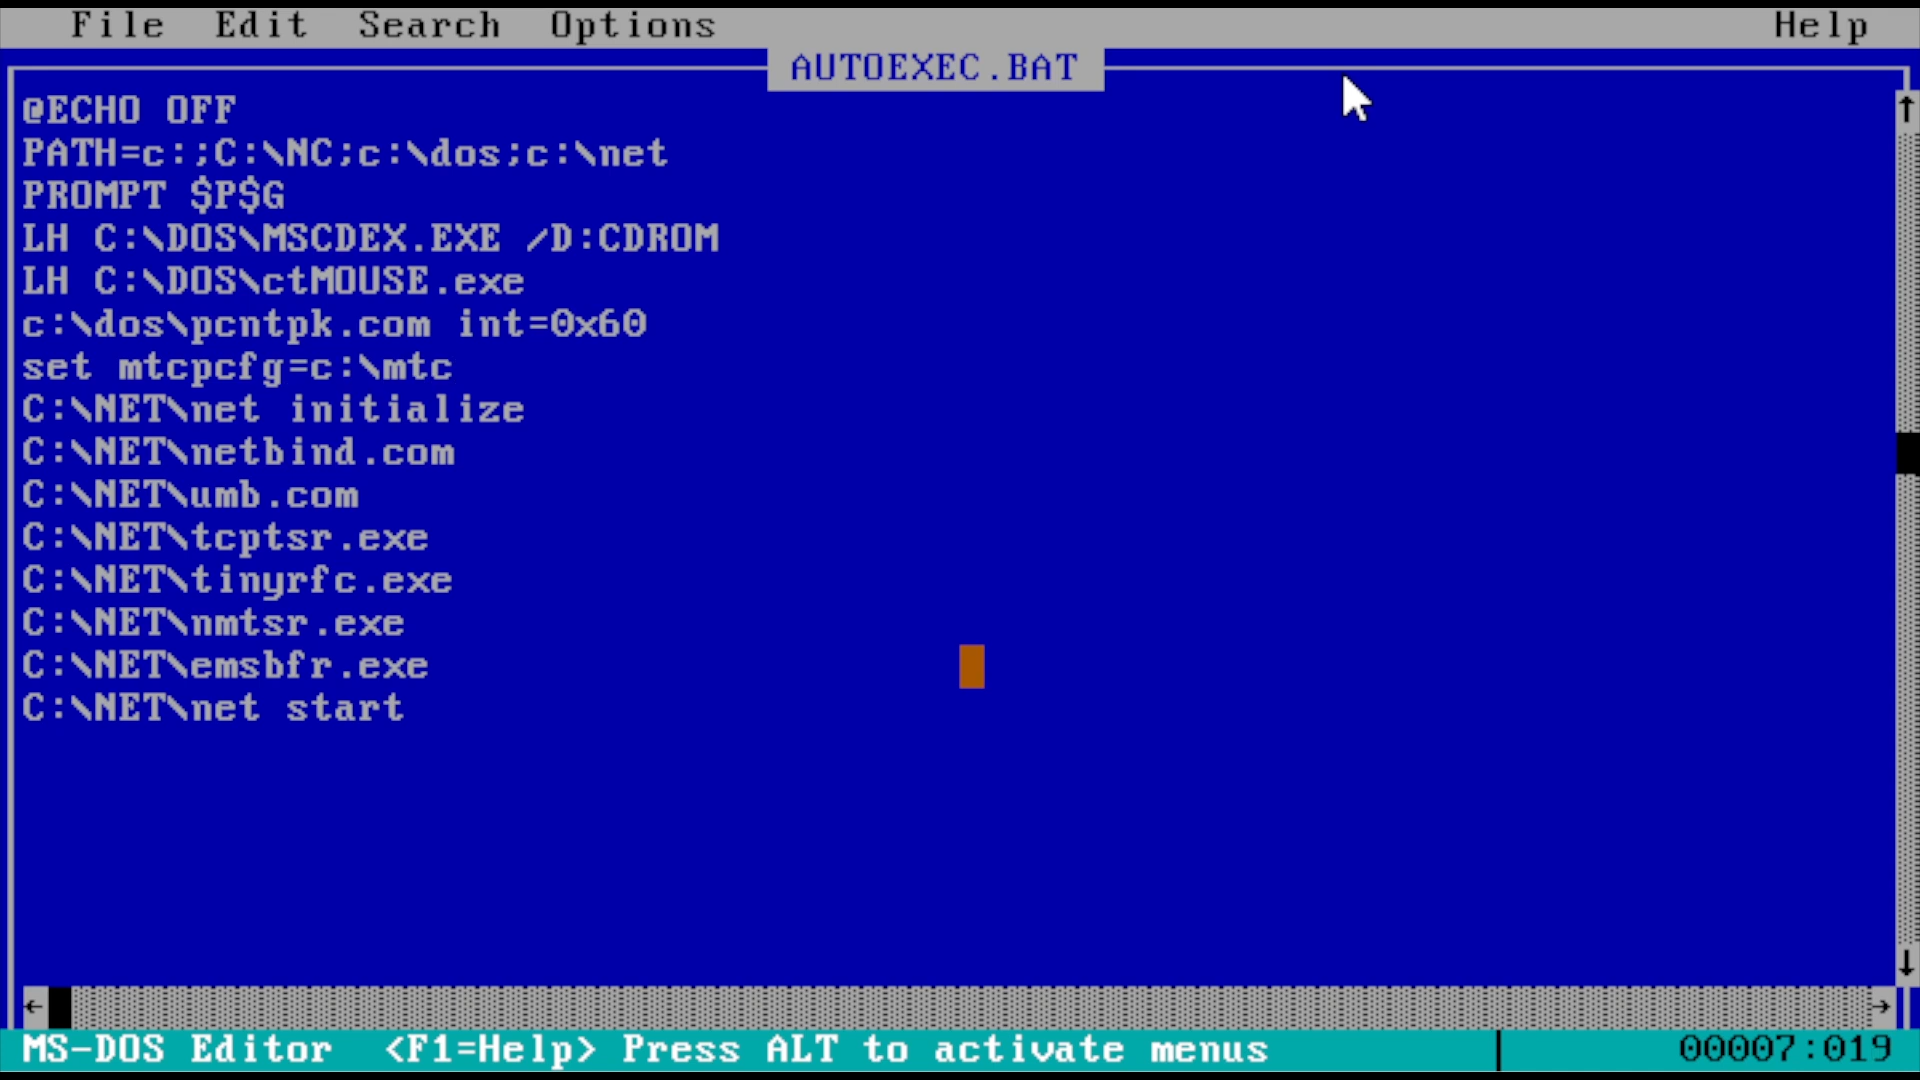 File Edit Search Options Help
AUTOEXEC.BAT
@ECHO OFF
PATH=c:;C:\NC;c:\dos;c:\net
PROMPT $P$G
LH C:\DOS\MSCDEX.EXE /D:CDROM
LH C:\DOS\ctMOUSE.exe
c:\dos\pcntpk.com int=0x60
set mtcpcfg=c:\mtc
C:\NET\net initialize
C:\NET\netbind.com
C:\NET\umb.com
C:\NET\tcptsr.exe
C:\NET\tinyrfc.exe
C:\NET\nmtsr.exe
C:\NET\emsbfr.exe
C:\NET\net start
MS-DOS Editor <F1=Help> Press ALT to activate menus 00007:019